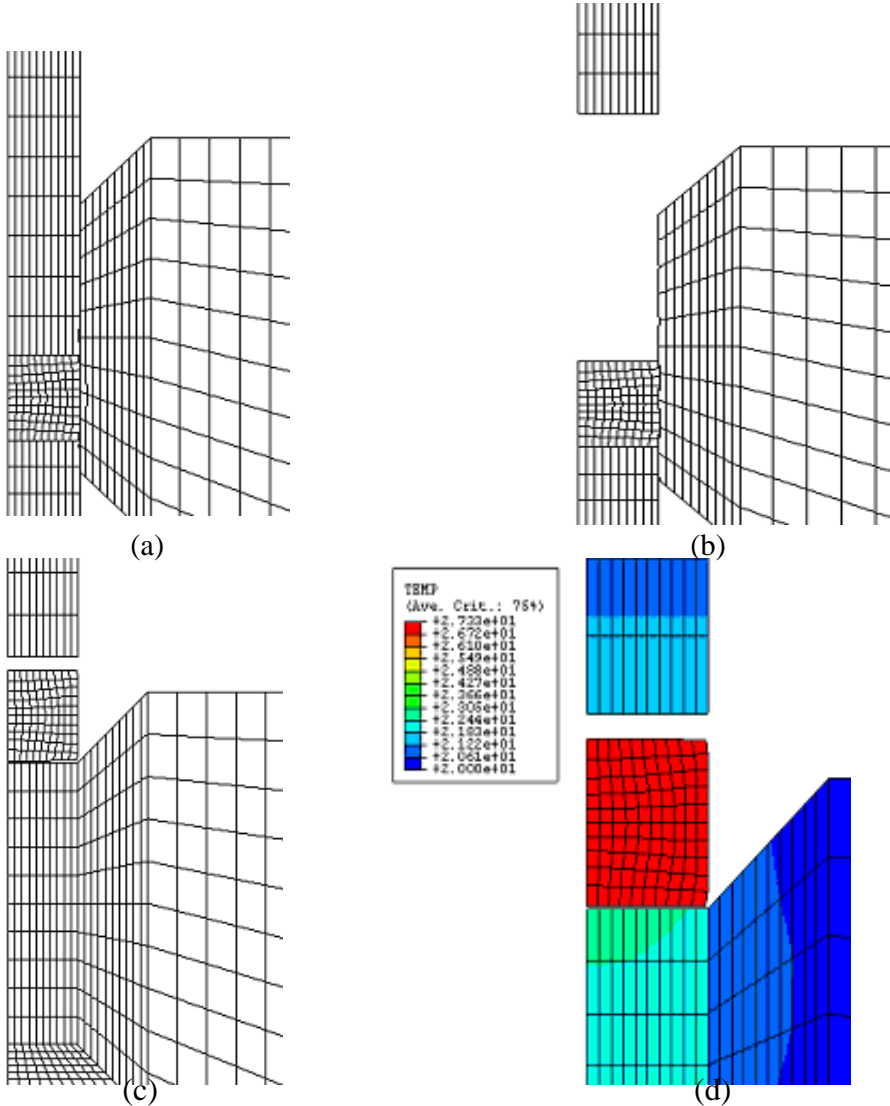 (a)
(b)
TEMP
(Ave. Crit.: 75%)
+2.733e+01
+2.672e+01
+2.610e+01
+2.549e+01
+2.488e+01
+2.427e+01
+2.366e+01
+2.305e+01
+2.244e+01
+2.183e+01
+2.122e+01
+2.061e+01
+2.000e+01
(c)
(d)